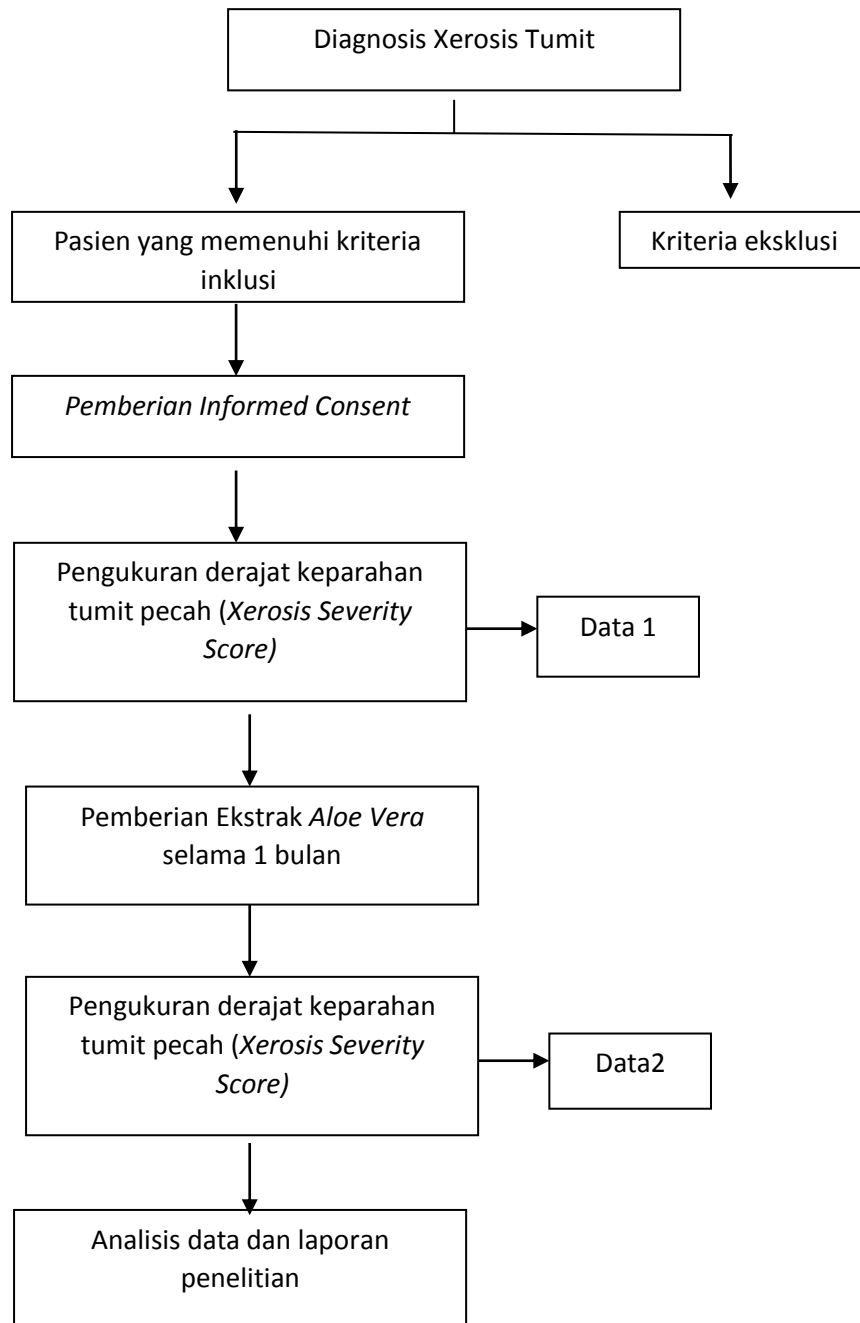 Diagnosis Xerosis Tumit
Pasien yang memenuhi kriteria
inklusi
Kriteria eksklusi
Pemberian Informed Consent
Pengukuran derajat keparahan
tumit pecah (Xerosis Severity
Score)
Data 1
Pemberian Ekstrak Aloe Vera
selama 1 bulan
Pengukuran derajat keparahan
tumit pecah (Xerosis Severity
Score)
Data2
Analisis data dan laporan
penelitian